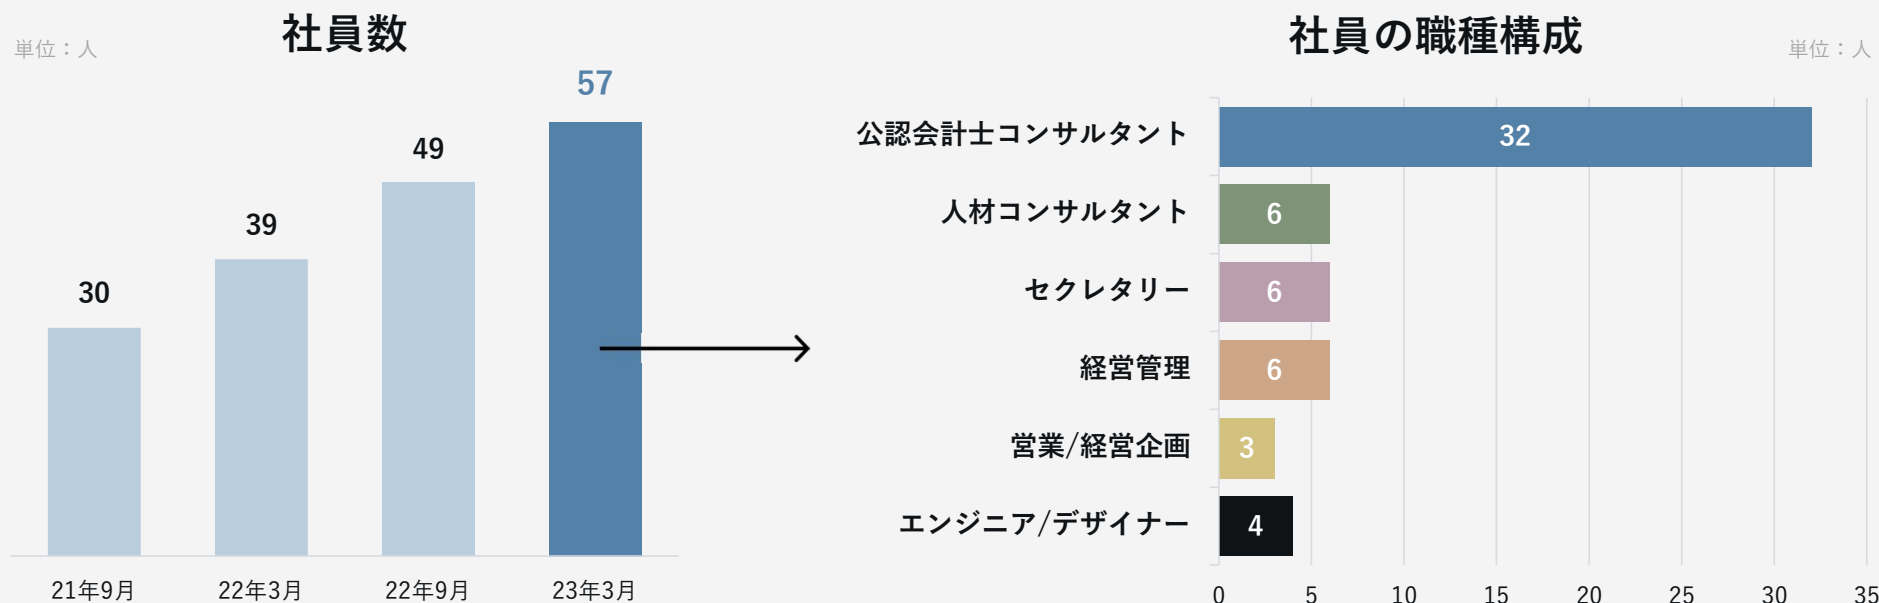 社員数
単位：人
30
39
49
57
21年9月
22年3月
22年9月
23年3月
社員の職種構成
単位：人
公認会計士コンサルタント
32
人材コンサルタント
6
セクレタリー
6
経営管理
6
営業/経営企画
3
エンジニア/デザイナー
4
0 5 10 15 20 25 30 35